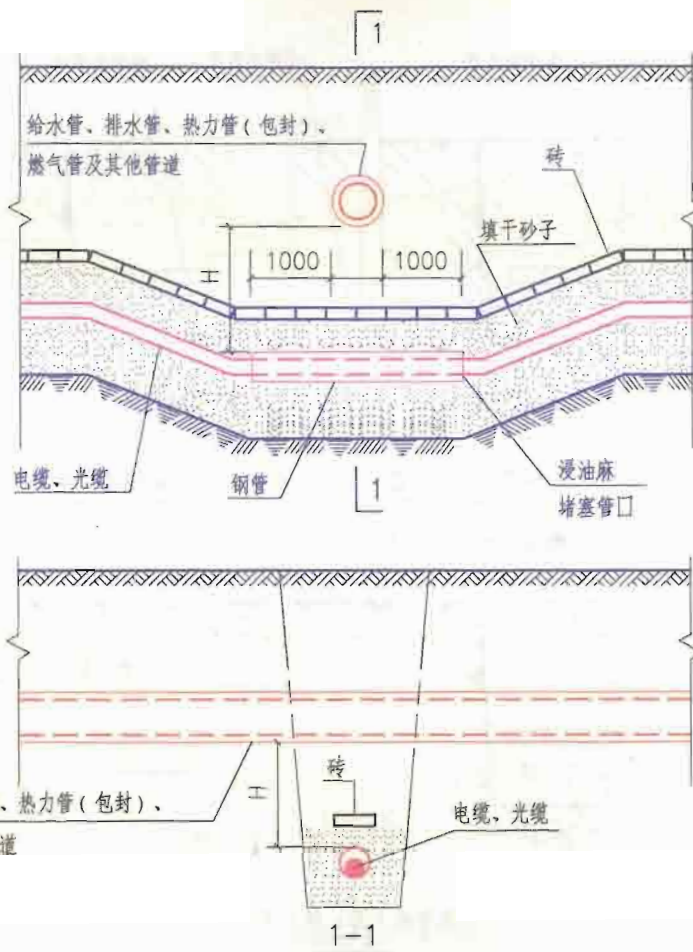 1
给水管、排水管、热力管(包封)、
燃气管及其他管道
砖
填干砂子
H
1000
1000
电缆、光缆
钢管
1
浸油麻
堵塞管口
、热力管(包封)、
道
H
砖
电缆、光缆
1-1